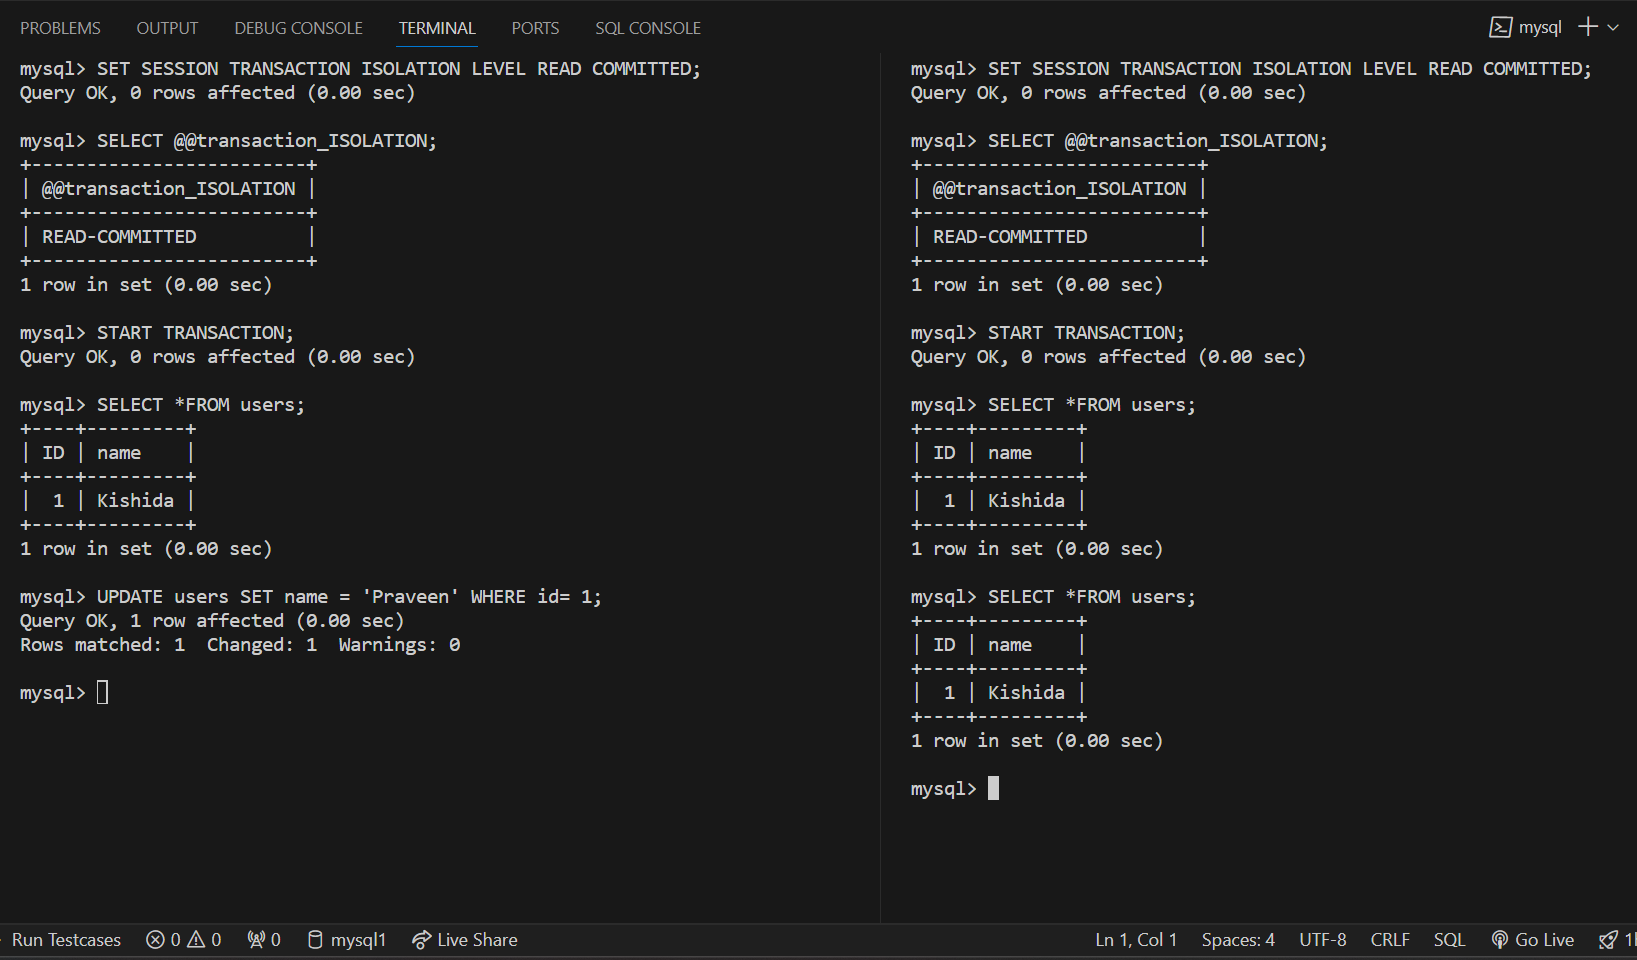 PROBLEMS OUTPUT DEBUG CONSOLE TERMINAL PORTS SQL CONSOLE mysql
mysql> SET SESSION TRANSACTION ISOLATION LEVEL READ COMMITTED;
Query OK, 0 rows affected (0.00 sec)
mysql> SELECT @@transaction_ISOLATION;
+-------------------------+
| @@transaction_ISOLATION |
+-------------------------+
| READ-COMMITTED          |
+-------------------------+
1 row in set (0.00 sec)
mysql> START TRANSACTION;
Query OK, 0 rows affected (0.00 sec)
mysql> SELECT *FROM users;
+----+---------+
| ID | name    |
+----+---------+
|  1 | Kishida |
+----+---------+
1 row in set (0.00 sec)
mysql> UPDATE users SET name = 'Praveen' WHERE id= 1;
Query OK, 1 row affected (0.00 sec)
Rows matched: 1  Changed: 1  Warnings: 0
mysql>
mysql> SET SESSION TRANSACTION ISOLATION LEVEL READ COMMITTED;
Query OK, 0 rows affected (0.00 sec)
mysql> SELECT @@transaction_ISOLATION;
+-------------------------+
| @@transaction_ISOLATION |
+-------------------------+
| READ-COMMITTED          |
+-------------------------+
1 row in set (0.00 sec)
mysql> START TRANSACTION;
Query OK, 0 rows affected (0.00 sec)
mysql> SELECT *FROM users;
+----+---------+
| ID | name    |
+----+---------+
|  1 | Kishida |
+----+---------+
1 row in set (0.00 sec)
mysql> SELECT *FROM users;
+----+---------+
| ID | name    |
+----+---------+
|  1 | Kishida |
+----+---------+
1 row in set (0.00 sec)
mysql>
Run Testcases 0 0 0 mysql1 Live Share Ln 1, Col 1 Spaces: 4 UTF-8 CRLF SQL Go Live